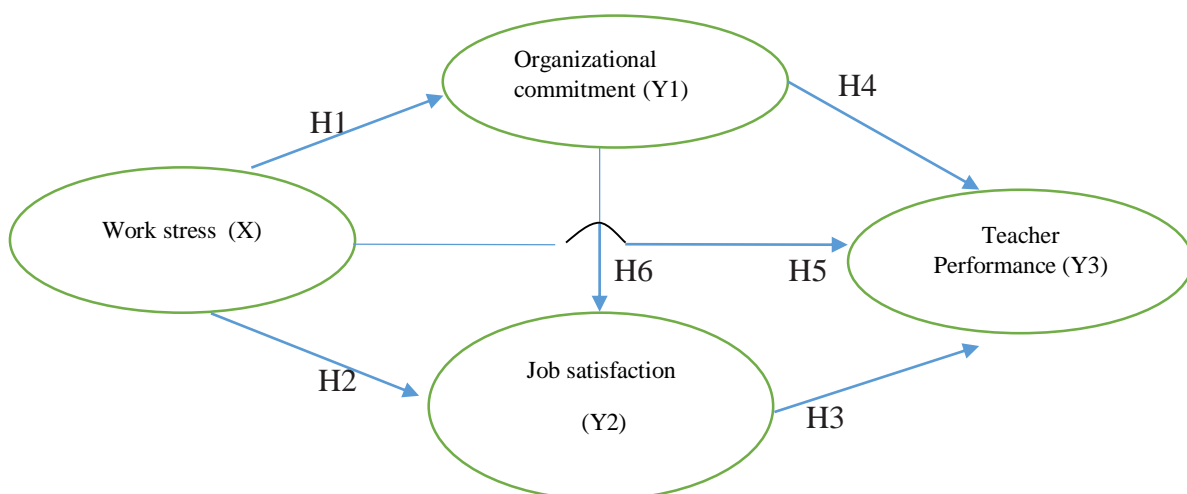 Organizational
commitment (Y1)
H4
H1
Work stress (X)
Teacher
Performance (Y3)
H6
H5
Job satisfaction
(Y2)
H2
H3